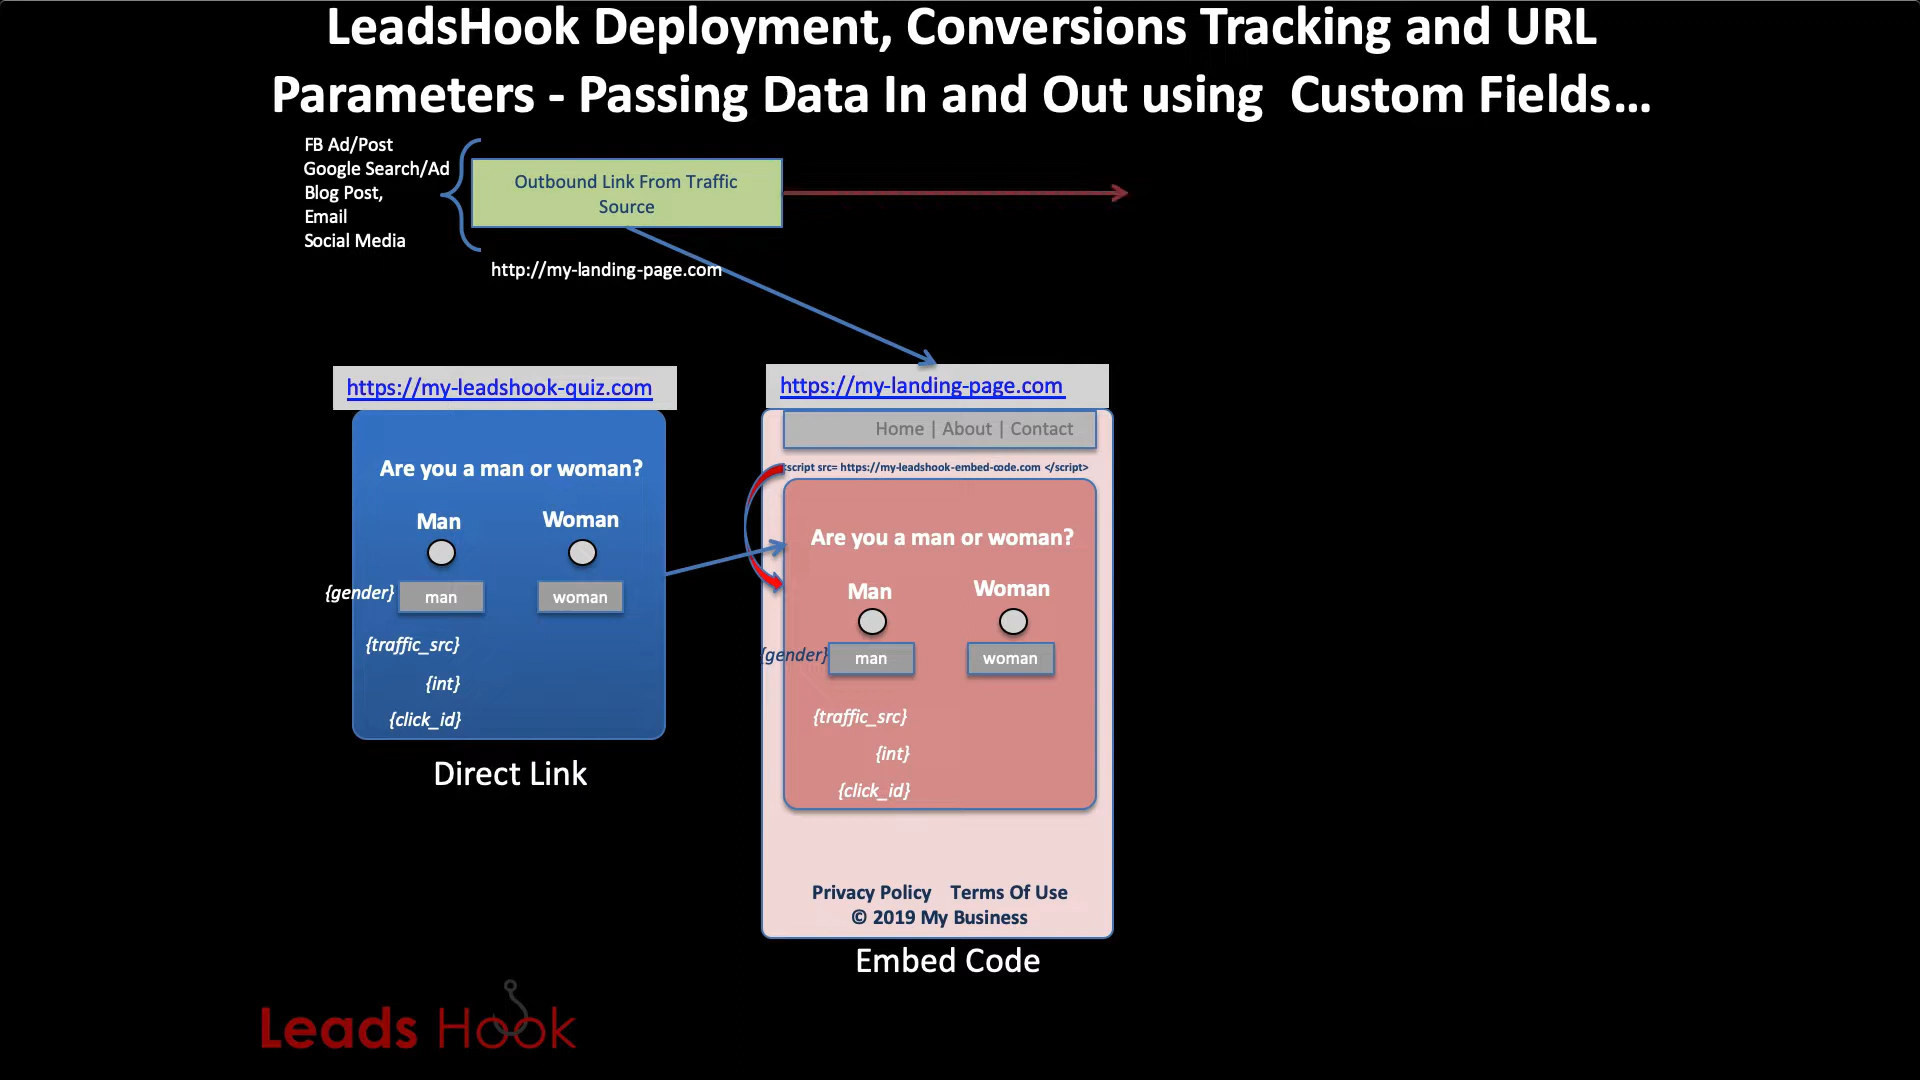 LeadsHook Deployment, Conversions Tracking and URL
Parameters - Passing Data In and Out using  Custom Fields...
FB Ad/Post
Google Search/Ad
Blog Post,
Email
Social Media
Outbound Link From Traffic
Source
http://my-landing-page.com
https://my-leadshook-quiz.com
Are you a man or woman?
Man
Woman
{gender}
man
woman
{traffic_src}
{int}
{click_id}
Direct Link
https://my-landing-page.com
Home | About | Contact
script src= https://my-leadshook-embed-code.com </script>
Are you a man or woman?
Man
Woman
{gender}
man
woman
{traffic_src}
{int}
{click_id}
Privacy Policy    Terms Of Use
© 2019 My Business
Embed Code
Leads Hook